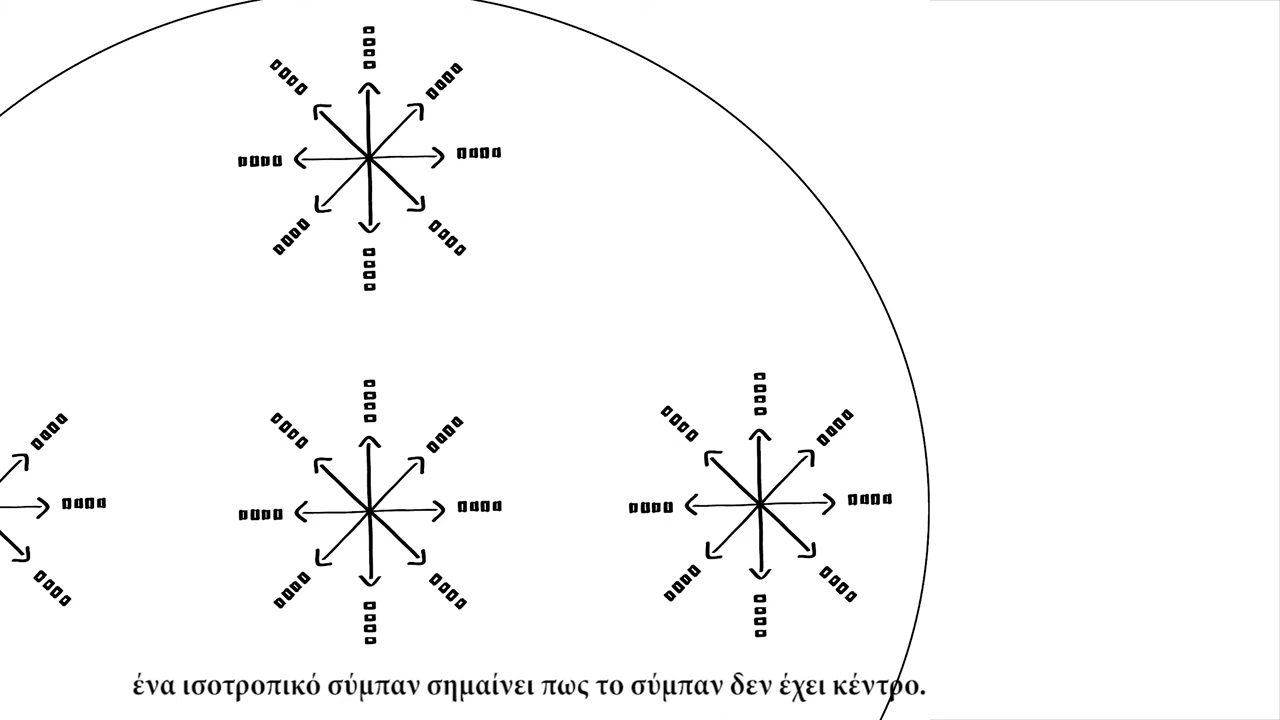 ένα ισοτροπικό σύμπαν σημαίνει πως το σύμπαν δεν έχει κέντρο.